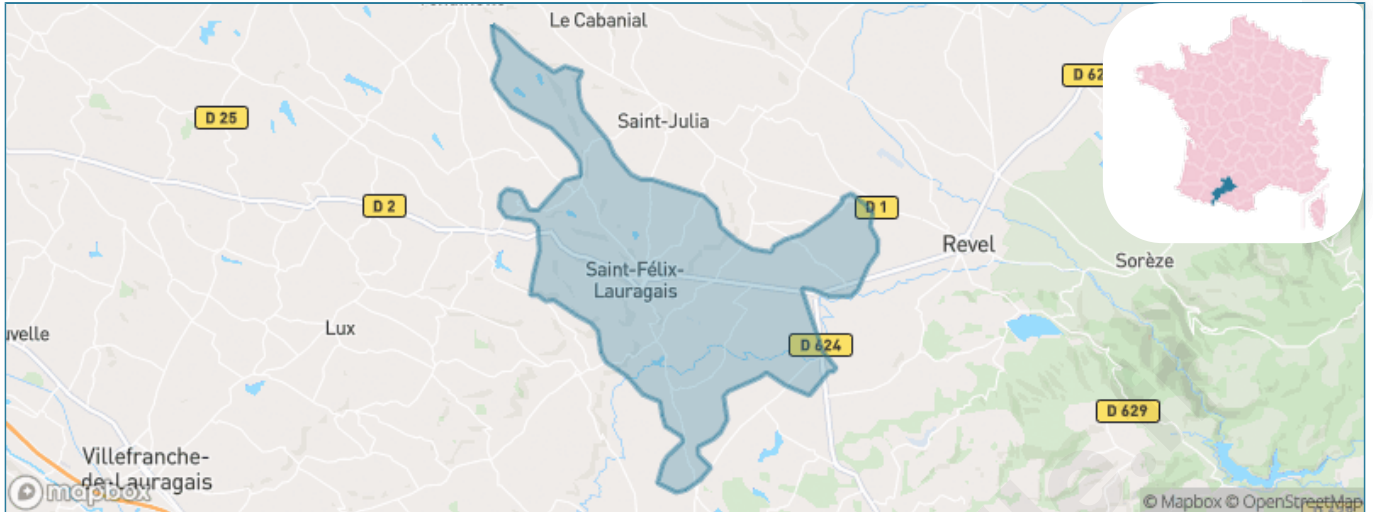 Le Cabanial
D 62
D 25
Saint-Julia
D 2
D 1
Revel
Sorèze
Saint-Félix-
Lauragais
Lux
uvelle
D 624
D 629
Villefranche-
de-Lauragais
mapbox
© Mapbox © OpenStreetMap